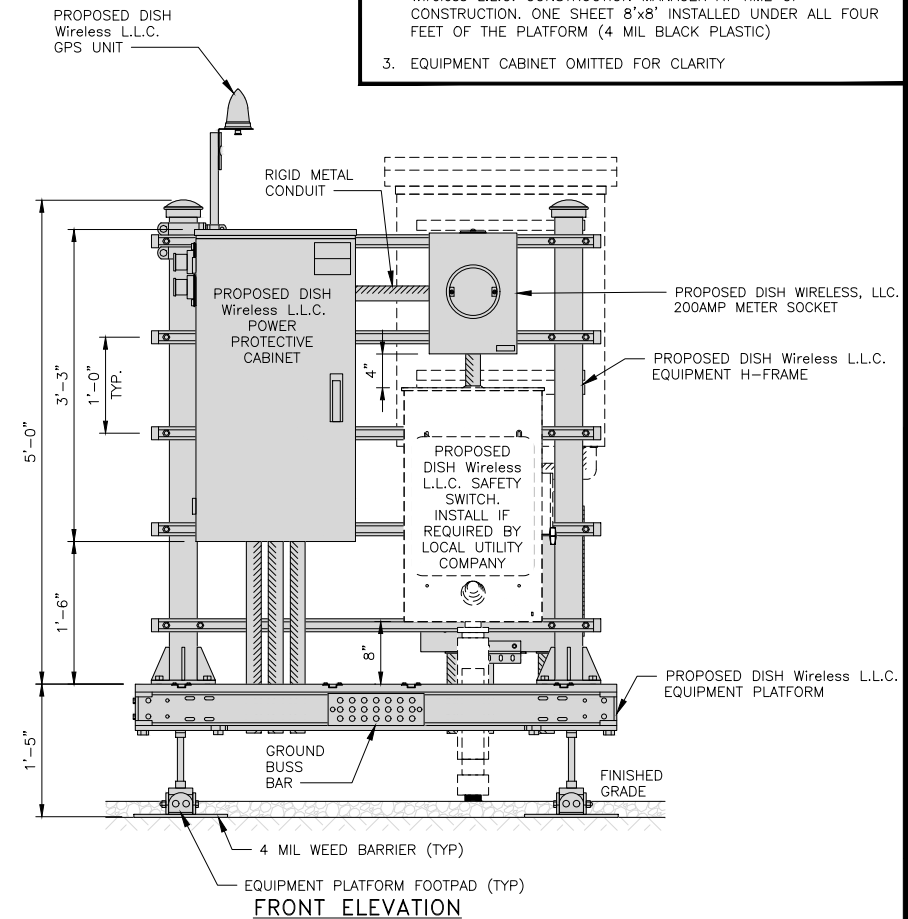 CONSTRUCTION. ONE SHEET 8'x8' INSTALLED UNDER ALL FOUR
FEET OF THE PLATFORM (4 MIL BLACK PLASTIC)
3. EQUIPMENT CABINET OMITTED FOR CLARITY
PROPOSED DISH
Wireless L.L.C.
GPS UNIT
RIGID METAL
CONDUIT
PROPOSED DISH
Wireless L.L.C.
POWER
PROTECTIVE
CABINET
PROPOSED DISH WIRELESS, LLC.
200AMP METER SOCKET
PROPOSED DISH Wireless L.L.C.
EQUIPMENT H-FRAME
4"
5'-0"
3'-3"
1'-0"
TYP.
PROPOSED
DISH Wireless
L.L.C. SAFETY
SWITCH.
INSTALL IF
REQUIRED BY
LOCAL UTILITY
COMPANY
1'-6"
8"
PROPOSED DISH Wireless L.L.C.
EQUIPMENT PLATFORM
1'-5"
GROUND
BUSS
BAR
FINISHED
GRADE
4 MIL WEED BARRIER (TYP)
EQUIPMENT PLATFORM FOOTPAD (TYP)
FRONT ELEVATION